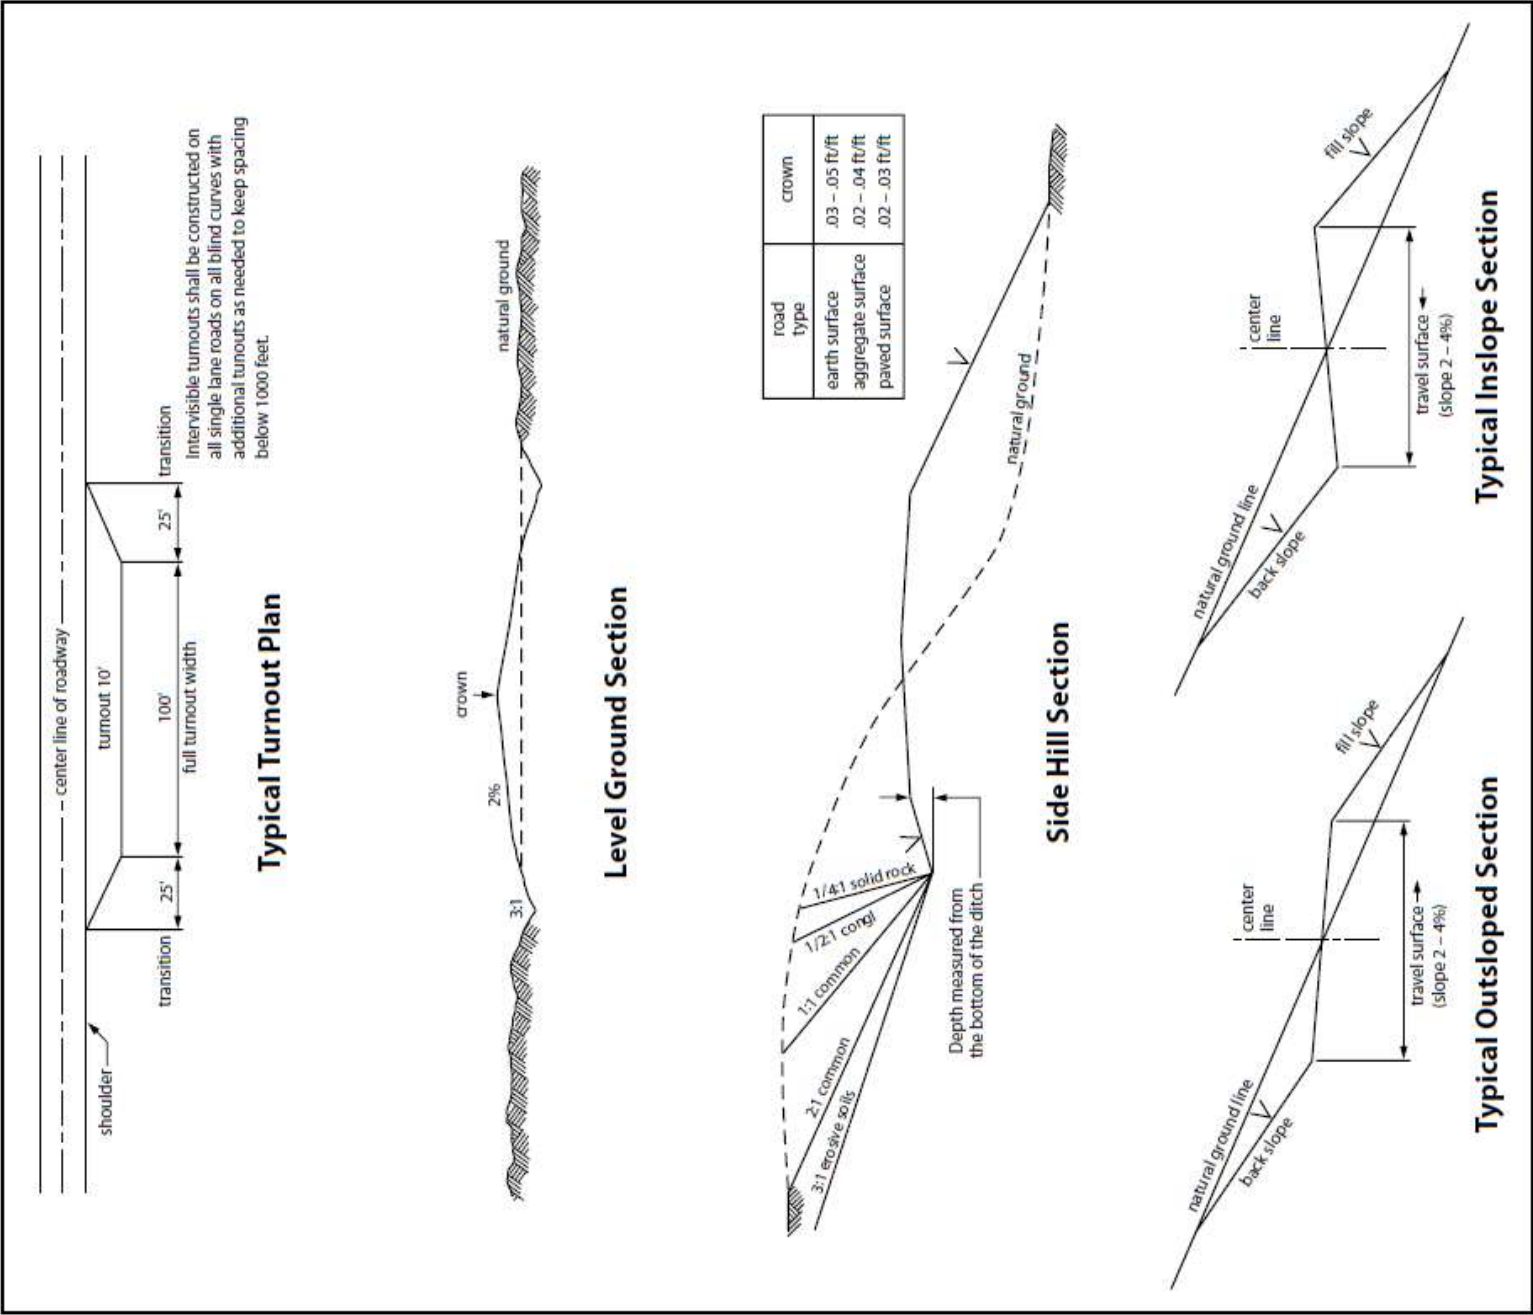 center line of roadway
shoulder
turnout 10'
transition
25'
100'
full turnout width
25'
transition
Intervisible turnouts shall be constructed on
all single lane roads on all blind curves with
additional tunouts as needed to keep spacing
below 1000 feet.
Typical Turnout Plan
crown
natural ground
2%
3:1
Level Ground Section
road
type
crown
earth surface .03 – .05 ft/ft
aggregate surface .02 – .04 ft/ft
paved surface .02 – .03 ft/ft
1/4:1 solid rock
1/2:1 congl
1:1 common
2:1 common
3:1 erosive soils
natural ground
Depth measured from
the bottom of the ditch
Side Hill Section
natural ground line
back slope
center
line
fill slope
travel surface
(slope 2 – 4%)
Typical Outsloped Section
natural ground line
back slope
center
line
fill slope
travel surface
(slope 2 – 4%)
Typical Inslope Section